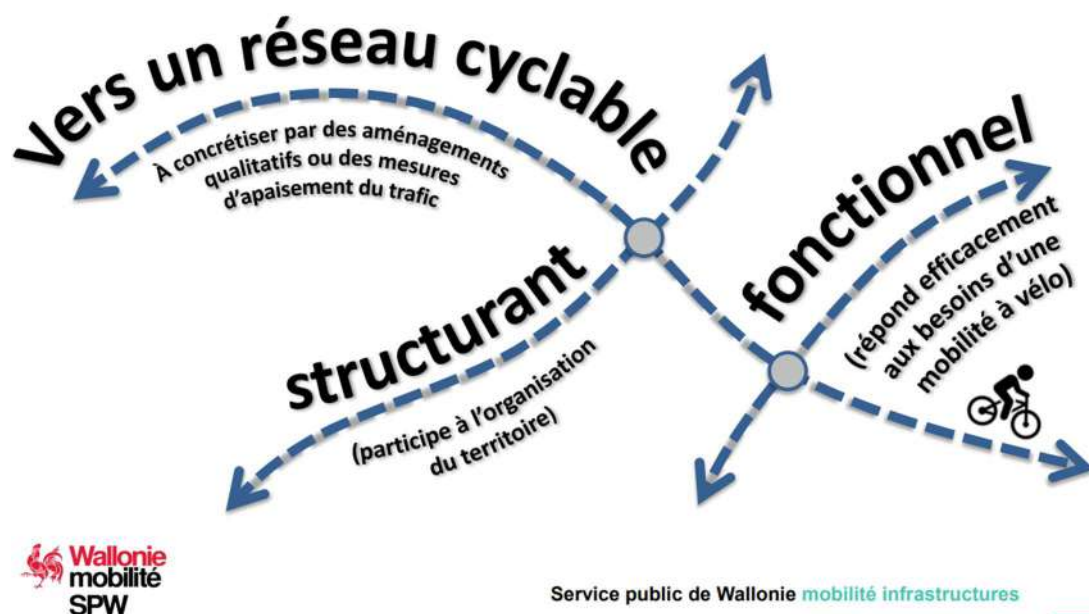 Vers un réseau cyclable
À concrétiser par des aménagements
qualitatifs ou des mesures
d'apaisement du trafic
structurant
(participe à l'organisation
du territoire)
fonctionnel
(répond efficacement
aux besoins d'une
mobilité à vélo)
Wallonie
mobilité
SPW
Service public de Wallonie mobilité infrastructures